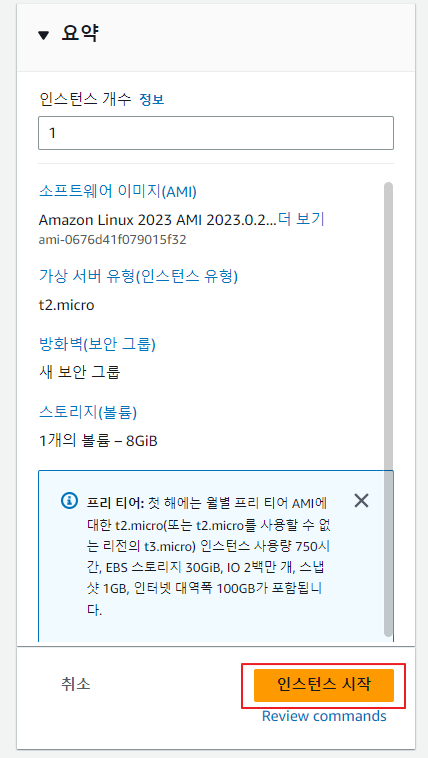 요약
인스턴스 개수 정보
1
소프트웨어 이미지(AMI)
Amazon Linux 2023 AMI 2023.0.2...더 보기
ami-0676d41f079015f32
가상 서버 유형(인스턴스 유형)
t2.micro
방화벽(보안 그룹)
새 보안 그룹
스토리지(볼륨)
1개의 볼륨 – 8GiB
프리 티어: 첫 해에는 월별 프리 티어 AMI에
대한 t2.micro(또는 t2.micro를 사용할 수 없
는 리전의 t3.micro) 인스턴스 사용량 750시
간, EBS 스토리지 30GiB, IO 2백만 개, 스냅
샷 1GB, 인터넷 대역폭 100GB가 포함됩니
다.
취소
인스턴스 시작
Review commands